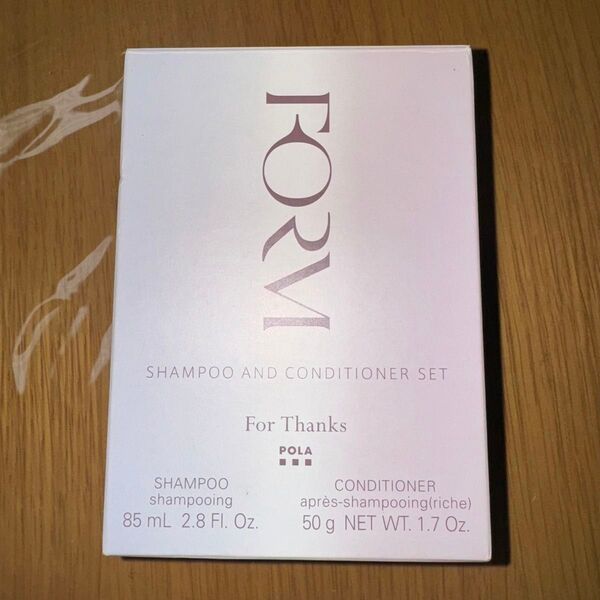 FORM
SHAMPOO AND CONDITIONER SET
For Thanks
POLA
SHAMPOO
shampooing
85 mL 2.8 Fl. Oz.
CONDITIONER
après-shampooing(riche)
50 g NET WT. 1.7 Oz.